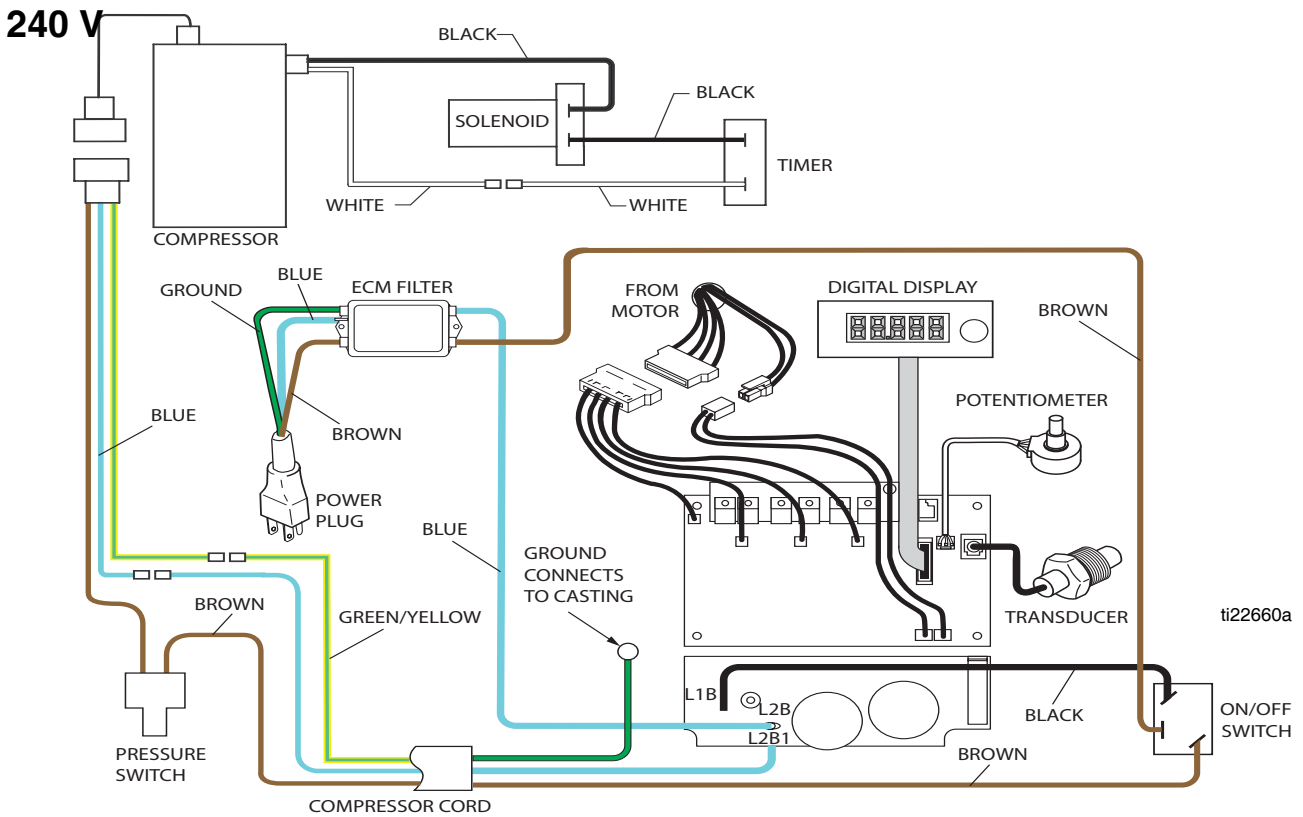 240 V
BLACK
BLACK
SOLENOID
TIMER
WHITE
WHITE
COMPRESSOR
BLUE
ECM FILTER
GROUND
FROM
MOTOR
DIGITAL DISPLAY
BROWN
BLUE
BROWN
POTENTIOMETER
POWER
PLUG
BLUE
GROUND
CONNECTS
TO CASTING
BROWN
GREEN/YELLOW
TRANSDUCER
ti22660a
L1B
L2B
L2B1
BLACK
ON/OFF
SWITCH
PRESSURE
SWITCH
BROWN
COMPRESSOR CORD